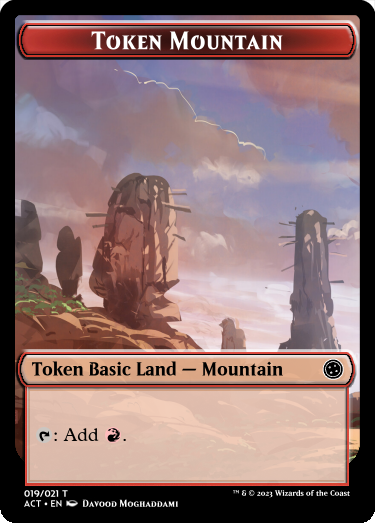 TOKEN MOUNTAIN
Token Basic Land — Mountain
: Add .
019/021 T
ACT • EN DAVOOD MOGHADDAMI
™ & © 2023 Wizards of the Coast